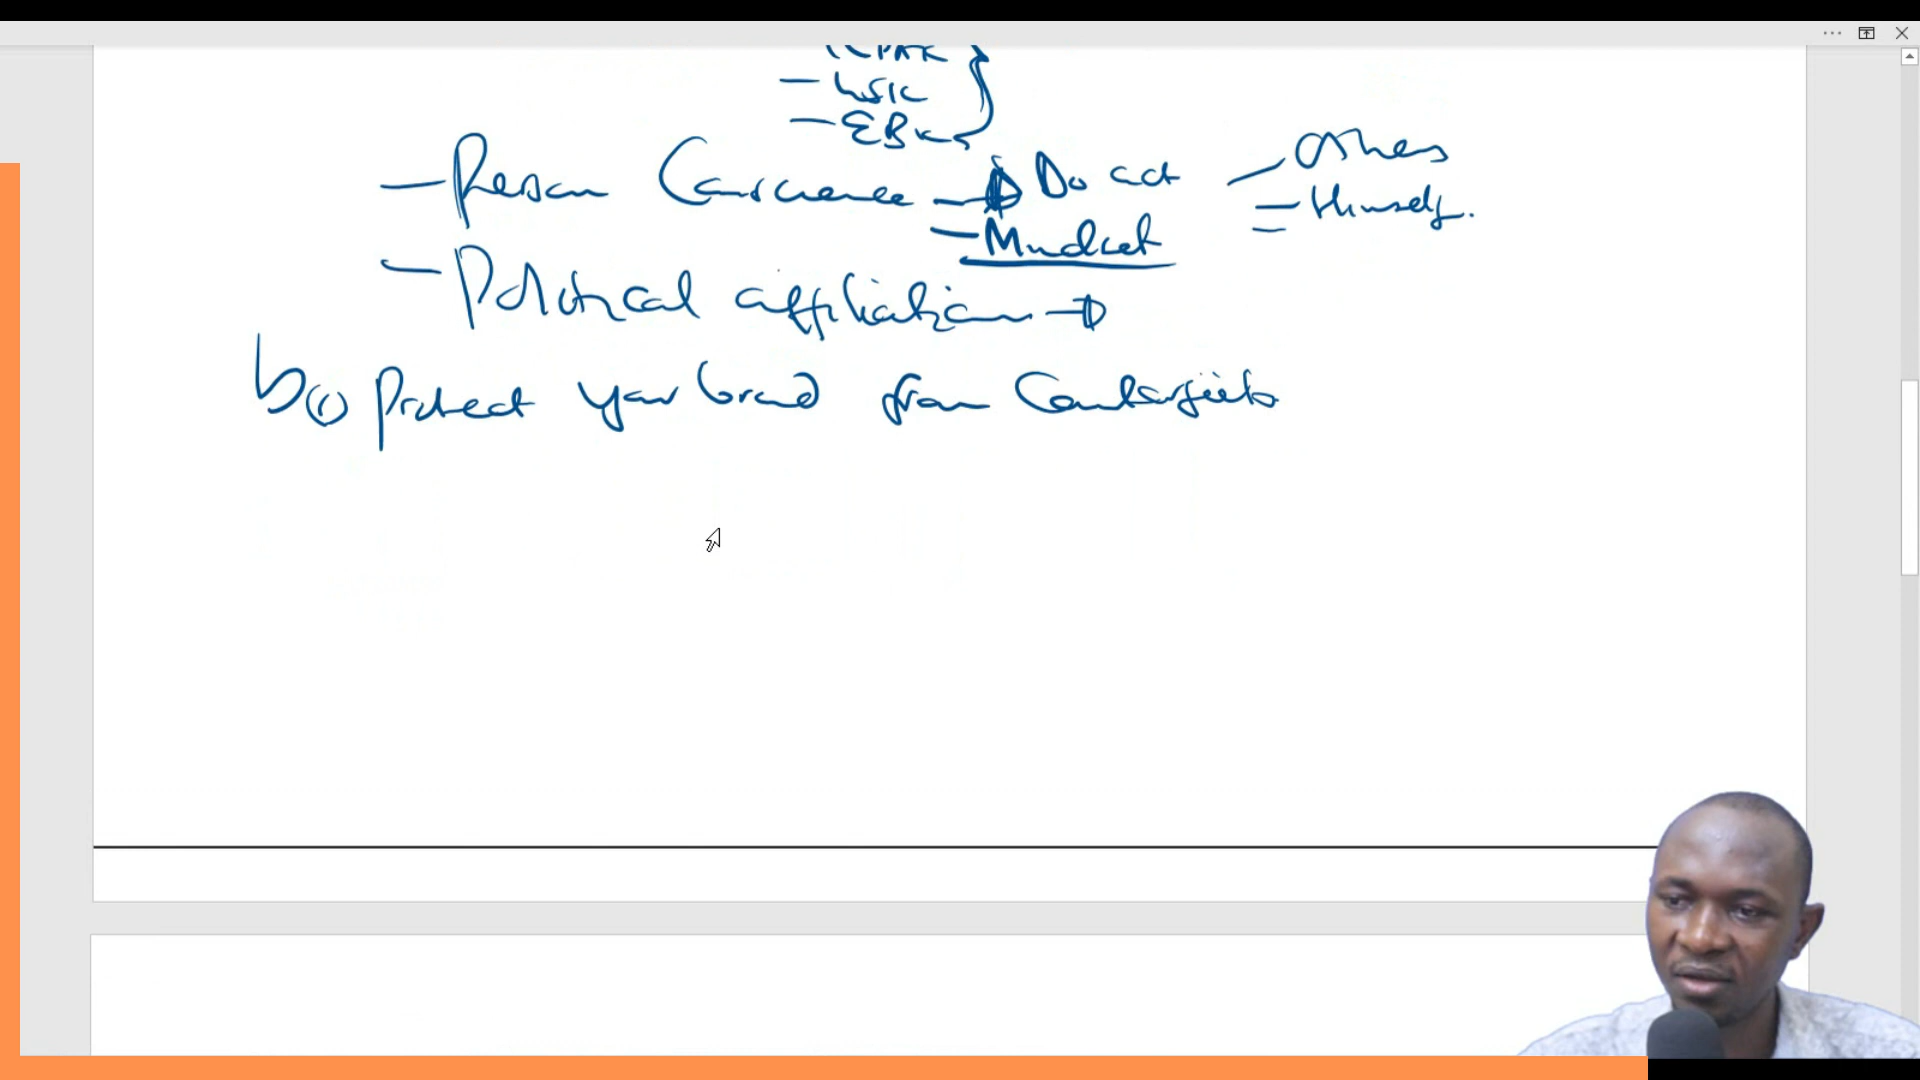 ICPAK
– LSK
– EBK
– Person Conscience → Do act – Others
= Himself.
– Mindset
– Political affiliation →
b(i) Protect your brand from Counterfeits